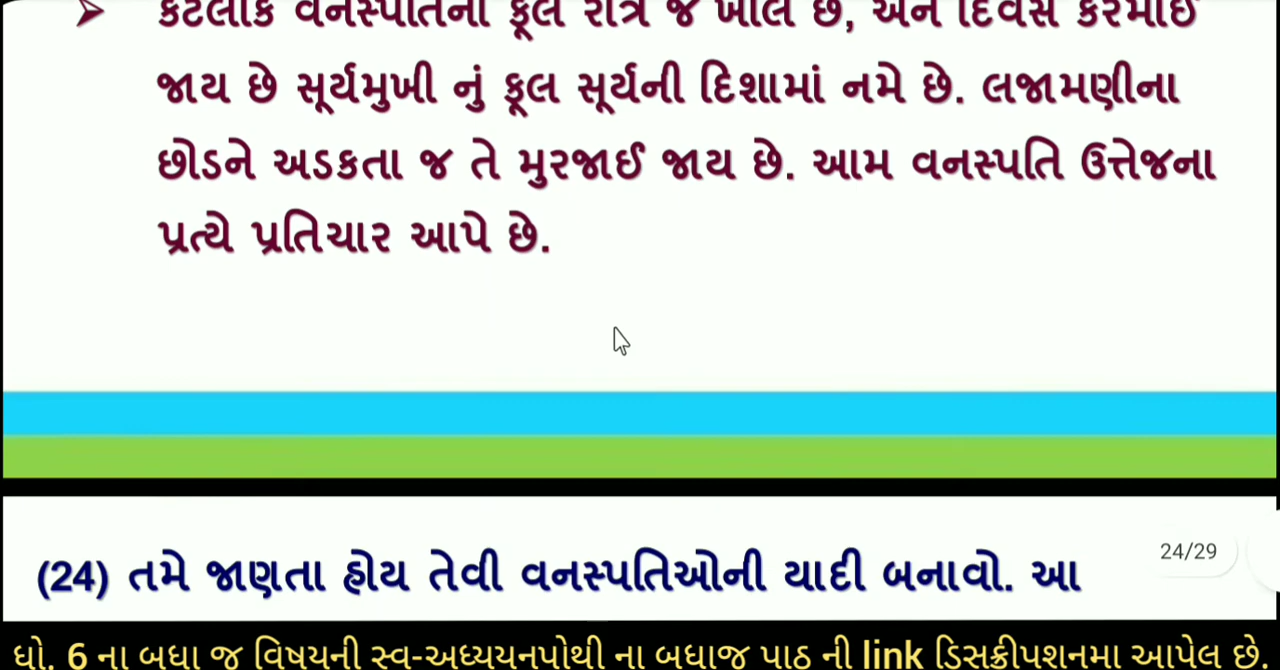 ➤ કેટલાક વનસ્પતિના ફૂલ રાત્રે જ ખીલે છે, અને દિવસે કરમાઈ
જાય છે સૂર્યમુખી નું ફૂલ સૂર્યની દિશામાં નમે છે. લજામણીના
છોડને અડકતા જ તે મુરજાઈ જાય છે. આમ વનસ્પતિ ઉત્તેજના
પ્રત્યે પ્રતિચાર આપે છે.
24/29
(24) તમે જાણતા હોય તેવી વનસ્પતિઓની યાદી બનાવો. આ
ધો. 6 ના બધા જ વિષયની સ્વ-અધ્યયનપોથી ના બધાજ પાઠ ની link ડિસક્રીપશનમા આપેલ છે.